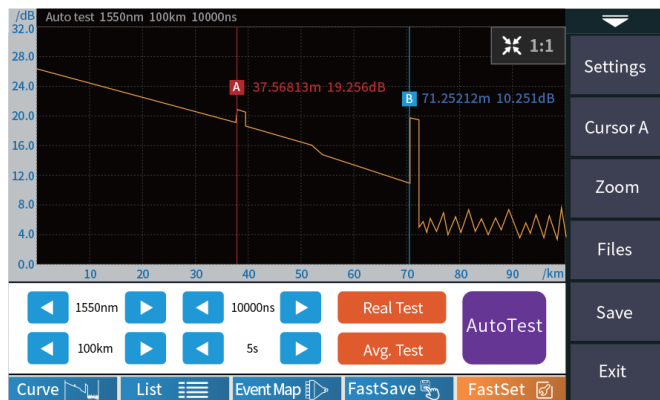 /dB Auto test 1550nm 100km 10000ns
32.0
28.0
24.0
20.0
16.0
12.0
8.0
4.0
0.0
1:1
A 37.56813m 19.256dB
B 71.25212m 10.251dB
10 20 30 40 50 60 70 80 90 /km
Settings
Cursor A
Zoom
Files
Save
Exit
1550nm 10000ns Real Test
100km 5s Avg. Test
AutoTest
Curve List Event Map FastSave FastSet